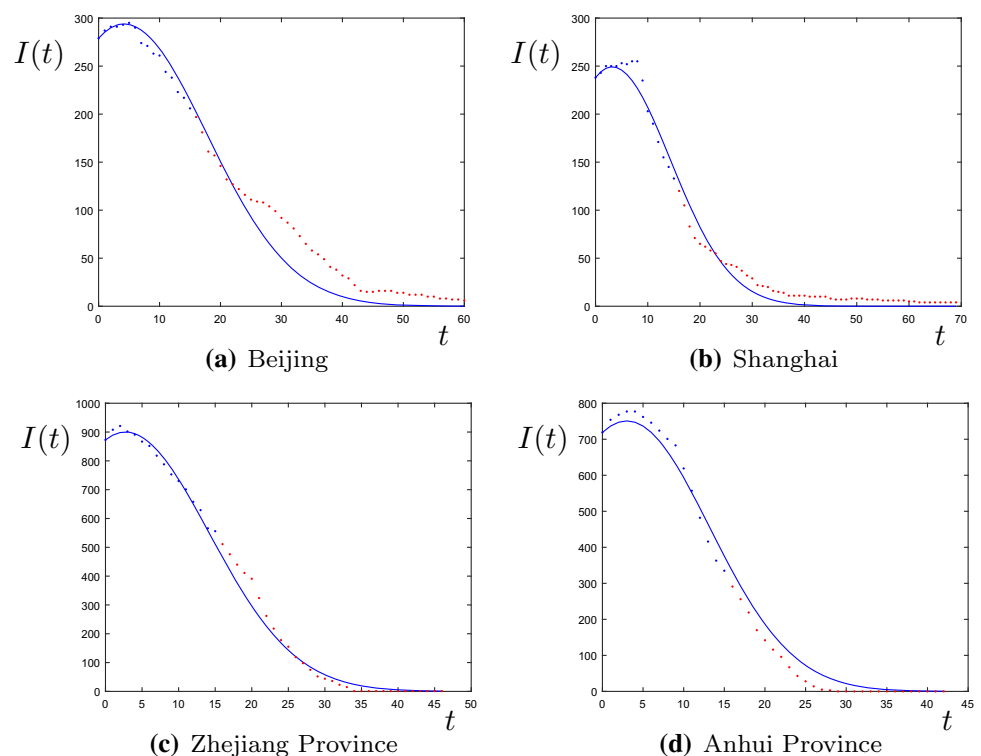 300
250
200
150
100
50
0
I(t)
0 10 20 30 40 50 60
t
(a) Beijing
300
250
200
150
100
50
0
I(t)
0 10 20 30 40 50 60 70
t
(b) Shanghai
1000
900
800
700
600
500
400
300
200
100
0
I(t)
0 5 10 15 20 25 30 35 40 45 50
t
(c) Zhejiang Province
800
700
600
500
400
300
200
100
0
I(t)
0 5 10 15 20 25 30 35 40 45
t
(d) Anhui Province